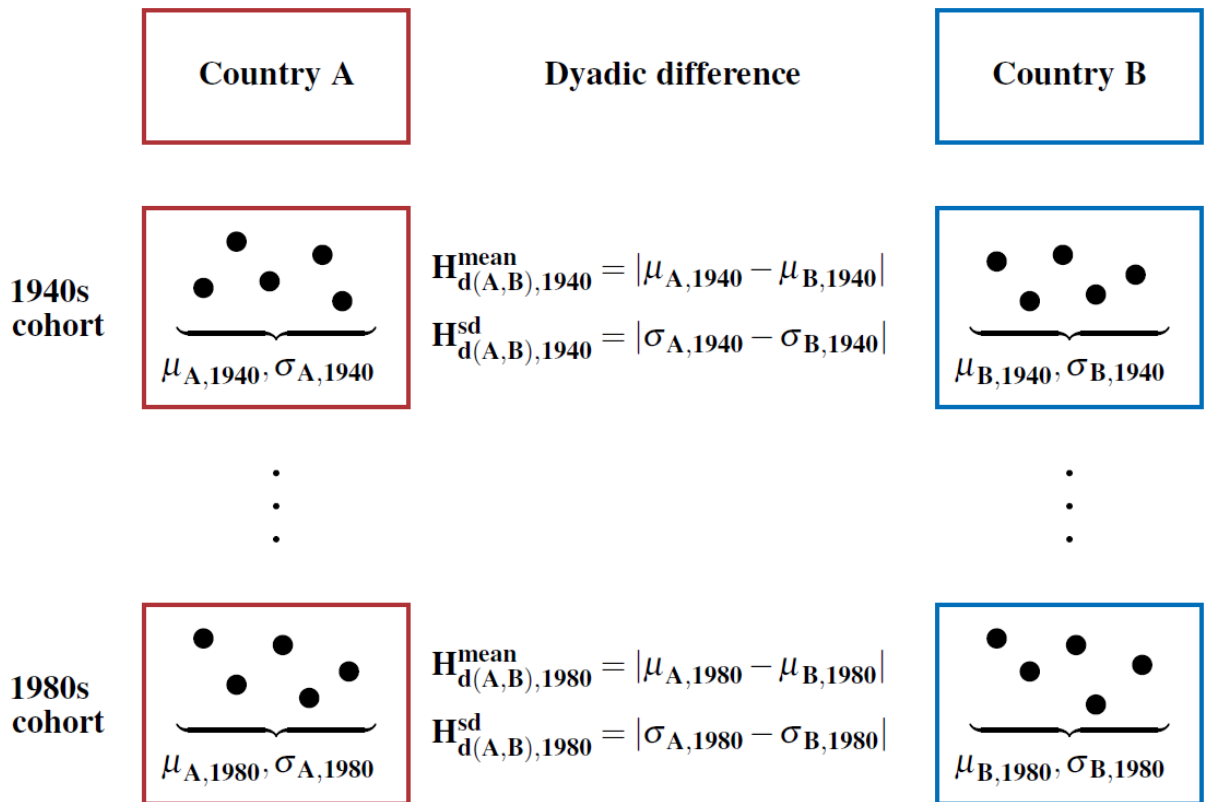 Country A Dyadic difference Country B
1940s
cohort
H^mean_d(A,B),1940 = |μ_A,1940 − μ_B,1940|
H^sd_d(A,B),1940 = |σ_A,1940 − σ_B,1940|
μ_A,1940, σ_A,1940
μ_B,1940, σ_B,1940
1980s
cohort
H^mean_d(A,B),1980 = |μ_A,1980 − μ_B,1980|
H^sd_d(A,B),1980 = |σ_A,1980 − σ_B,1980|
μ_A,1980, σ_A,1980
μ_B,1980, σ_B,1980